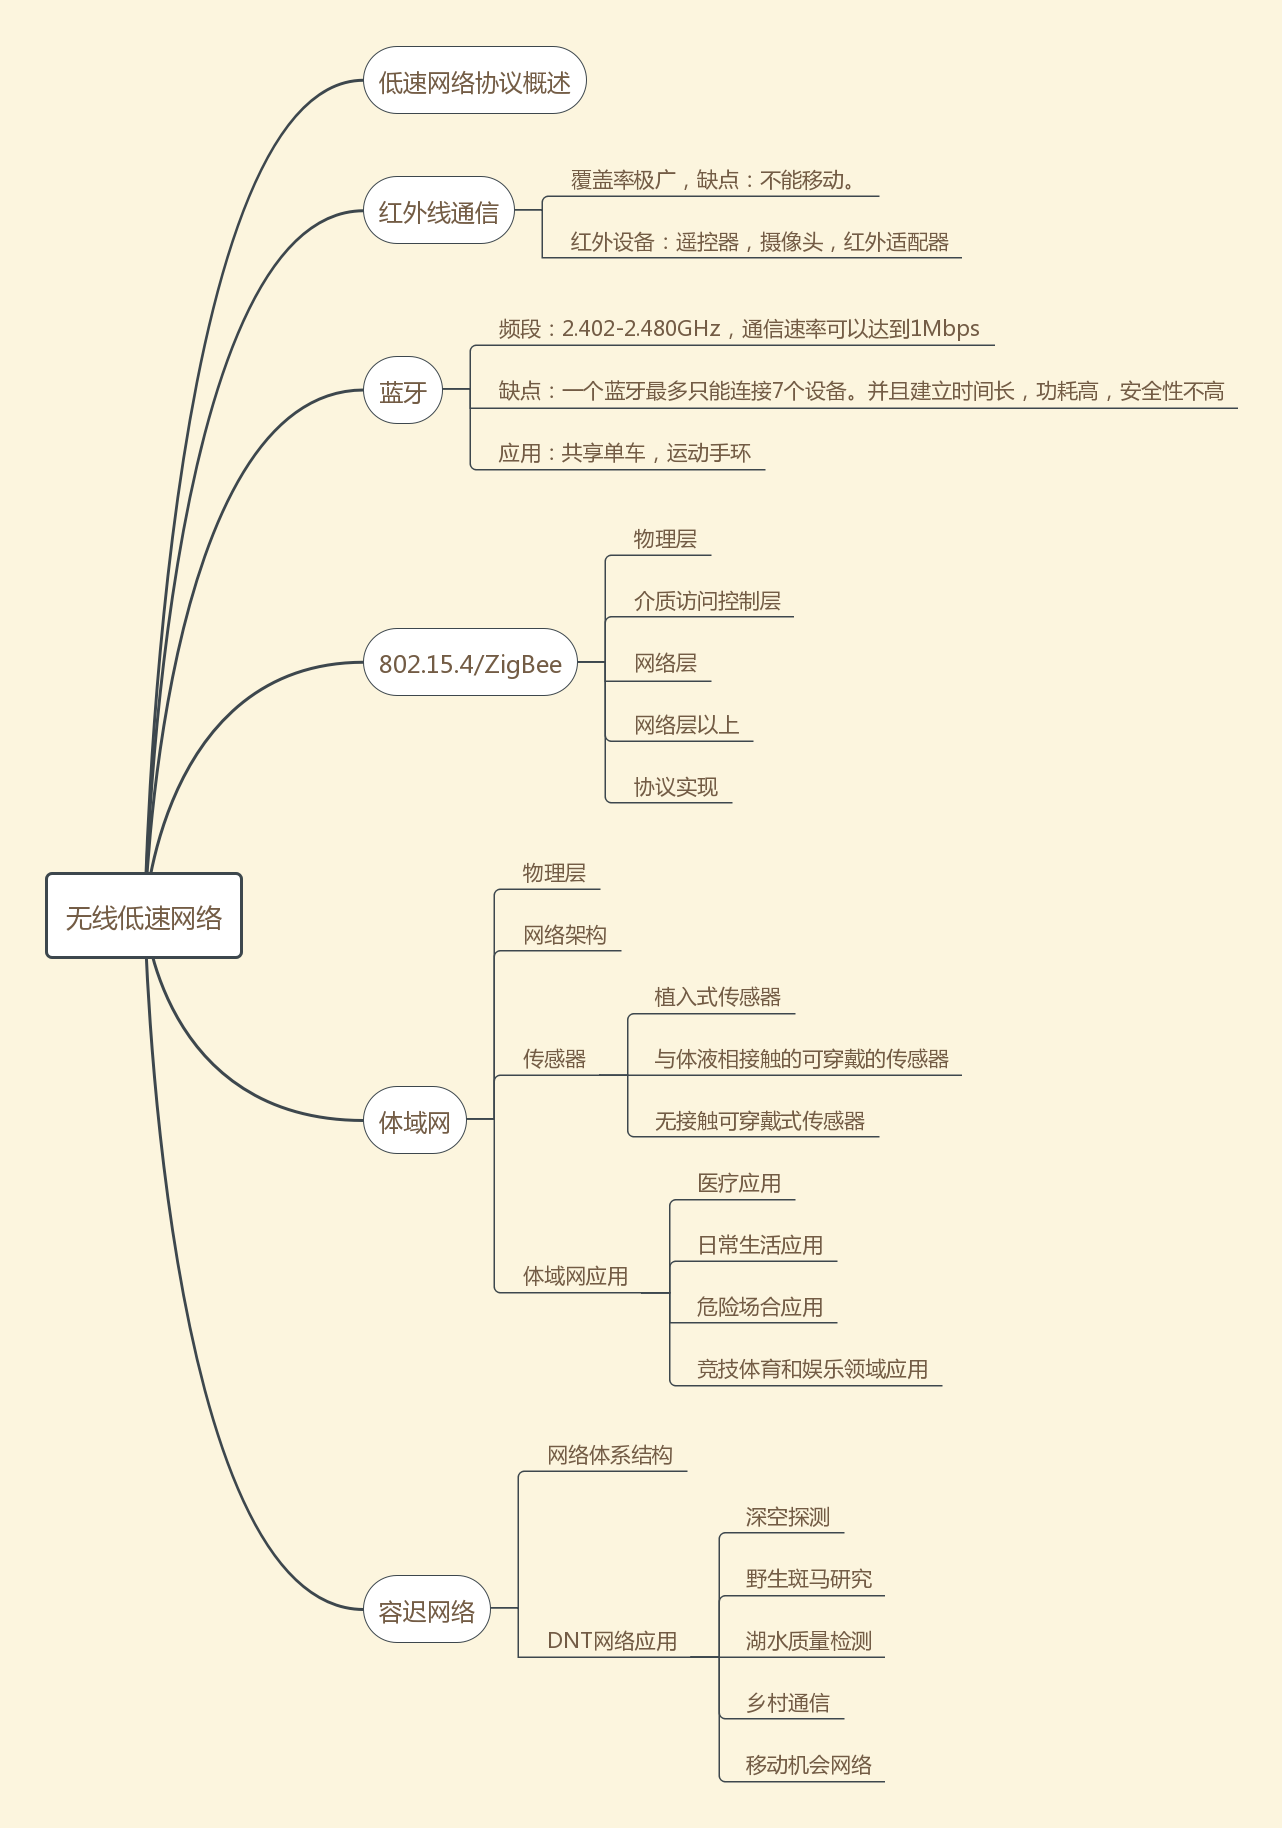 低速网络协议概述
覆盖率极广，缺点：不能移动。
红外线通信
红外设备：遥控器，摄像头，红外适配器
频段：2.402-2.480GHz，通信速率可以达到1Mbps
蓝牙
缺点：一个蓝牙最多只能连接7个设备。并且建立时间长，功耗高，安全性不高
应用：共享单车，运动手环
物理层
介质访问控制层
802.15.4/ZigBee
网络层
网络层以上
协议实现
无线低速网络
物理层
网络架构
植入式传感器
传感器
与体液相接触的可穿戴的传感器
无接触可穿戴式传感器
体域网
医疗应用
日常生活应用
体域网应用
危险场合应用
竞技体育和娱乐领域应用
网络体系结构
深空探测
野生斑马研究
容迟网络
DNT网络应用
湖水质量检测
乡村通信
移动机会网络